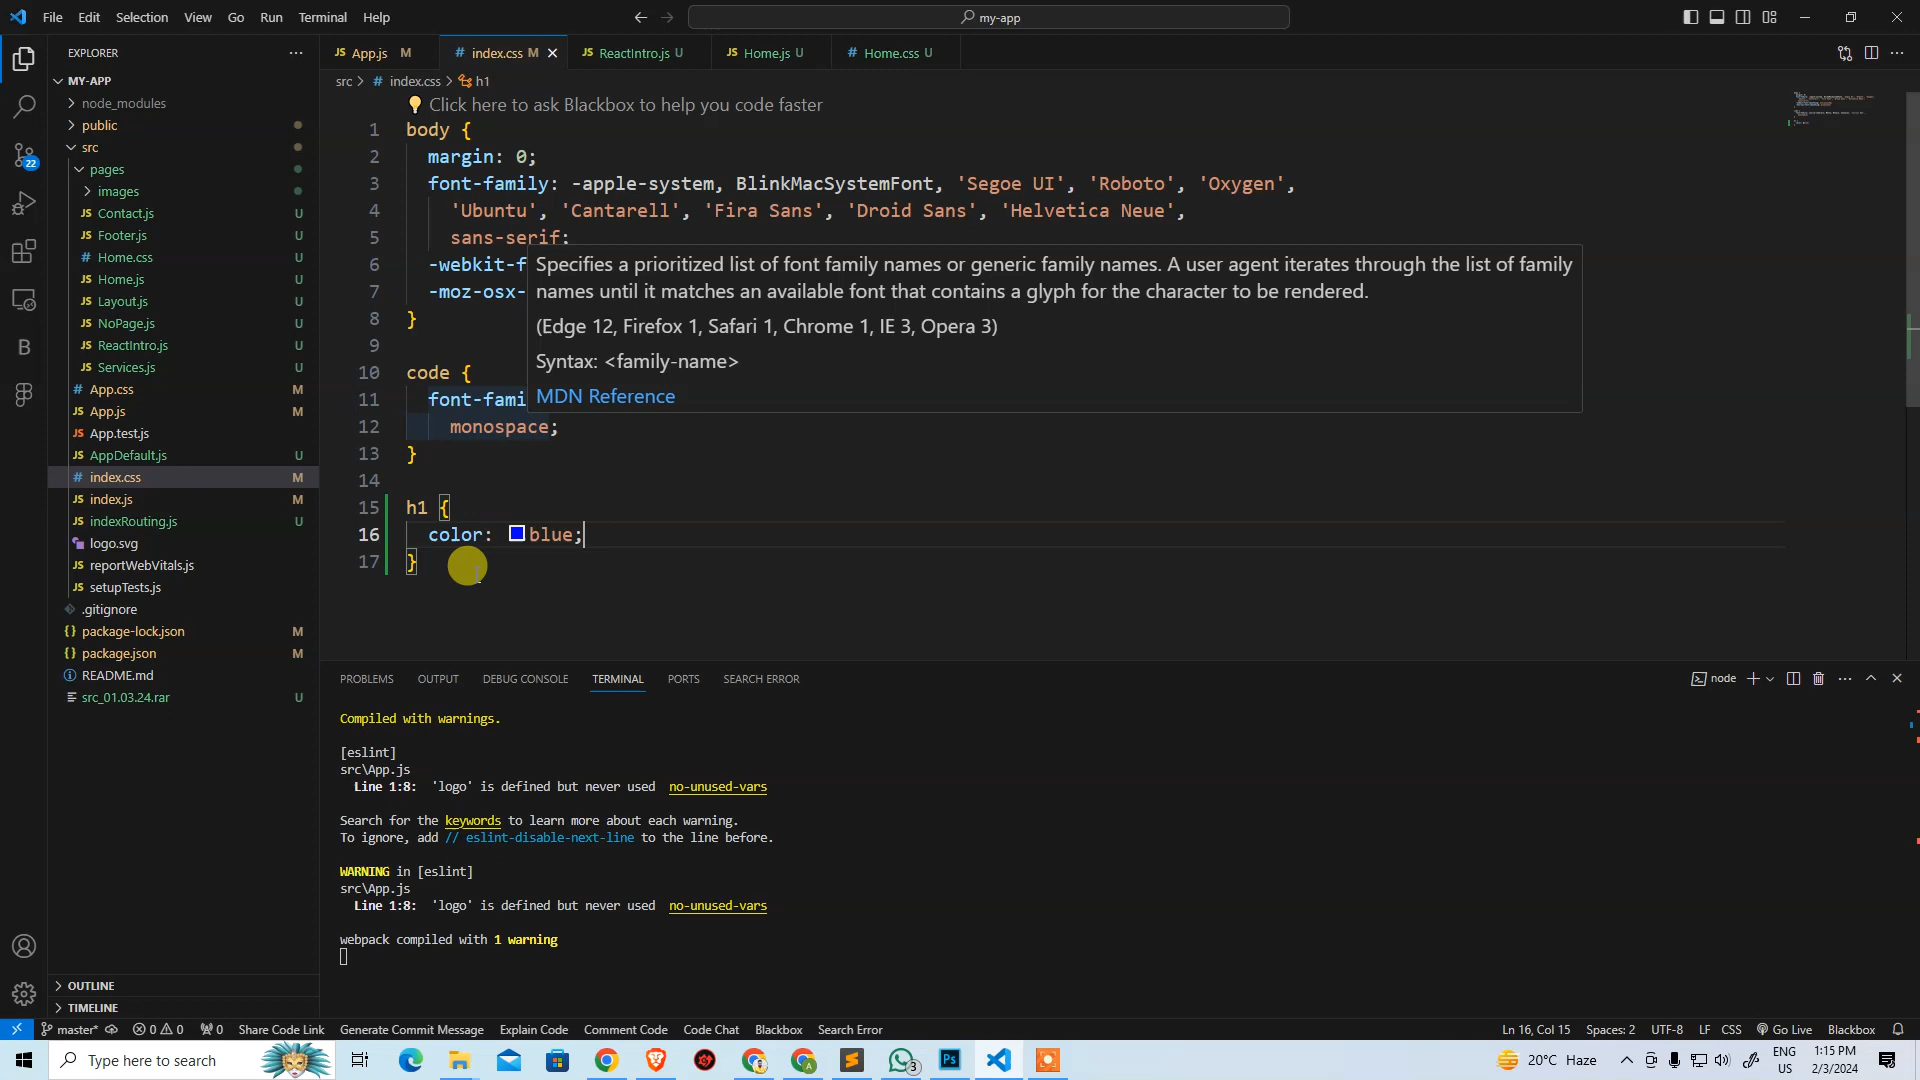 File Edit Selection View Go Run Terminal Help
my-app
EXPLORER
App.js M
index.css M
ReactIntro.js U
Home.js U
Home.css U
MY-APP
src > index.css > h1
node_modules
public
src
pages
images
Contact.js U
Footer.js U
Home.css U
Home.js U
Layout.js U
NoPage.js U
ReactIntro.js U
Services.js U
App.css M
App.js M
App.test.js
AppDefault.js U
index.css M
index.js M
indexRouting.js U
logo.svg
reportWebVitals.js
setupTests.js
.gitignore
package-lock.json M
package.json M
README.md
src_01.03.24.rar U
OUTLINE
TIMELINE
22
Click here to ask Blackbox to help you code faster
1 body {
2 margin: 0;
3 font-family: -apple-system, BlinkMacSystemFont, 'Segoe UI', 'Roboto', 'Oxygen',
4 'Ubuntu', 'Cantarell', 'Fira Sans', 'Droid Sans', 'Helvetica Neue',
5 sans-serif;
6 -webkit-f
7 -moz-osx-
8 }
9
10 code {
11 font-fami
12 monospace;
13 }
14
15 h1 {
16 color: blue;
17 }
Specifies a prioritized list of font family names or generic family names. A user agent iterates through the list of family
names until it matches an available font that contains a glyph for the character to be rendered.
(Edge 12, Firefox 1, Safari 1, Chrome 1, IE 3, Opera 3)
Syntax: <family-name>
MDN Reference
PROBLEMS OUTPUT DEBUG CONSOLE TERMINAL PORTS SEARCH ERROR
node
Compiled with warnings.
[eslint]
src\App.js
Line 1:8: 'logo' is defined but never used no-unused-vars
Search for the keywords to learn more about each warning.
To ignore, add // eslint-disable-next-line to the line before.
WARNING in [eslint]
src\App.js
Line 1:8: 'logo' is defined but never used no-unused-vars
webpack compiled with 1 warning
master* 0 0 0 Share Code Link Generate Commit Message Explain Code Comment Code Code Chat Blackbox Search Error
Ln 16, Col 15 Spaces: 2 UTF-8 LF CSS Go Live Blackbox
Type here to search
3
Ps
20°C Haze
ENG
US
1:15 PM
2/3/2024